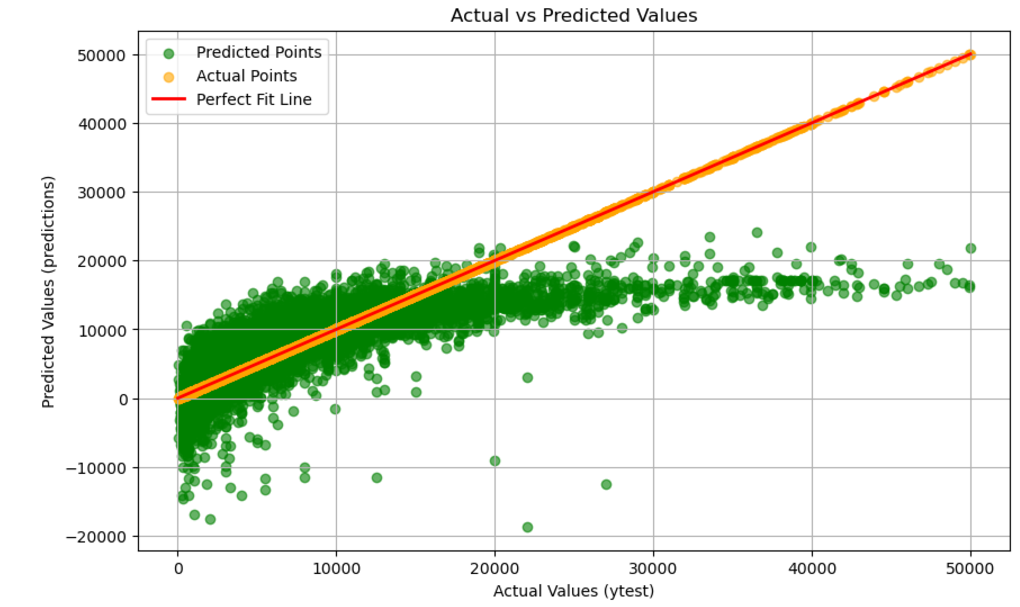 Actual vs Predicted Values
Predicted Points
Actual Points
Perfect Fit Line
50000
40000
30000
20000
10000
0
−10000
−20000
Predicted Values (predictions)
0 10000 20000 30000 40000 50000
Actual Values (ytest)